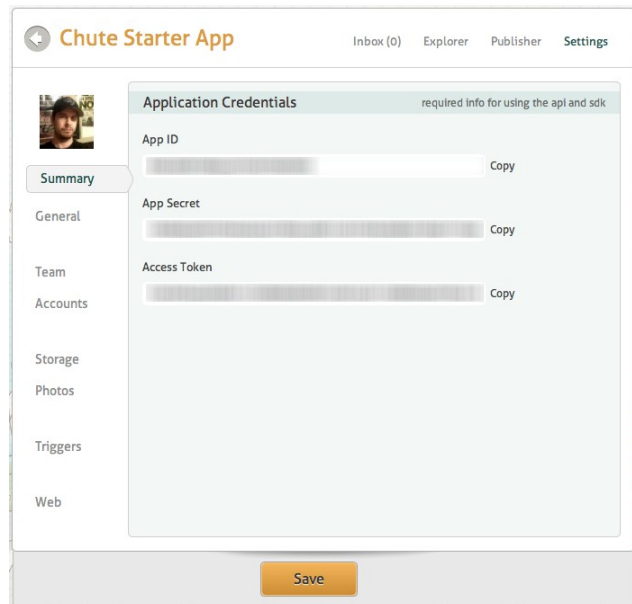 Chute Starter App
Inbox (0) Explorer Publisher Settings
Application Credentials required info for using the api and sdk
App ID
Copy
Summary
App Secret
General
Copy
Team
Access Token
Accounts
Copy
Storage
Photos
Triggers
Web
Save